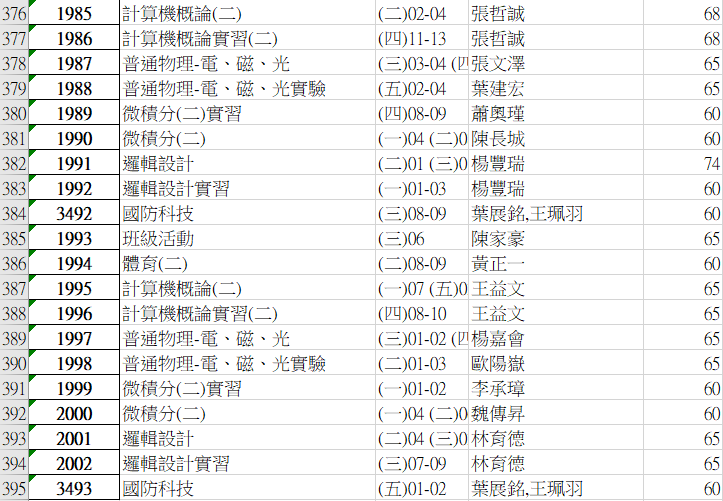 376 1985 計算機概論(二) (二)02-04 張哲誠 68
377 1986 計算機概論實習(二) (四)11-13 張哲誠 68
378 1987 普通物理-電、磁、光 (三)03-04 (四 張文澤 65
379 1988 普通物理-電、磁、光實驗 (五)02-04 葉建宏 65
380 1989 微積分(二)實習 (四)08-09 蕭奧瑾 60
381 1990 微積分(二) (一)04 (二)0 陳長城 60
382 1991 邏輯設計 (二)01 (三)0 楊豐瑞 74
383 1992 邏輯設計實習 (一)01-03 楊豐瑞 60
384 3492 國防科技 (三)08-09 葉展銘,王珮羽 60
385 1993 班級活動 (三)06 陳家豪 65
386 1994 體育(二) (二)08-09 黃正一 60
387 1995 計算機概論(二) (一)07 (五)0 王益文 65
388 1996 計算機概論實習(二) (四)08-10 王益文 65
389 1997 普通物理-電、磁、光 (三)01-02 (四 楊嘉會 65
390 1998 普通物理-電、磁、光實驗 (二)01-03 歐陽嶽 65
391 1999 微積分(二)實習 (一)01-02 李承璋 60
392 2000 微積分(二) (一)04 (二)0 魏傳昇 60
393 2001 邏輯設計 (二)04 (三)0 林育德 65
394 2002 邏輯設計實習 (三)07-09 林育德 65
395 3493 國防科技 (五)01-02 葉展銘,王珮羽 60